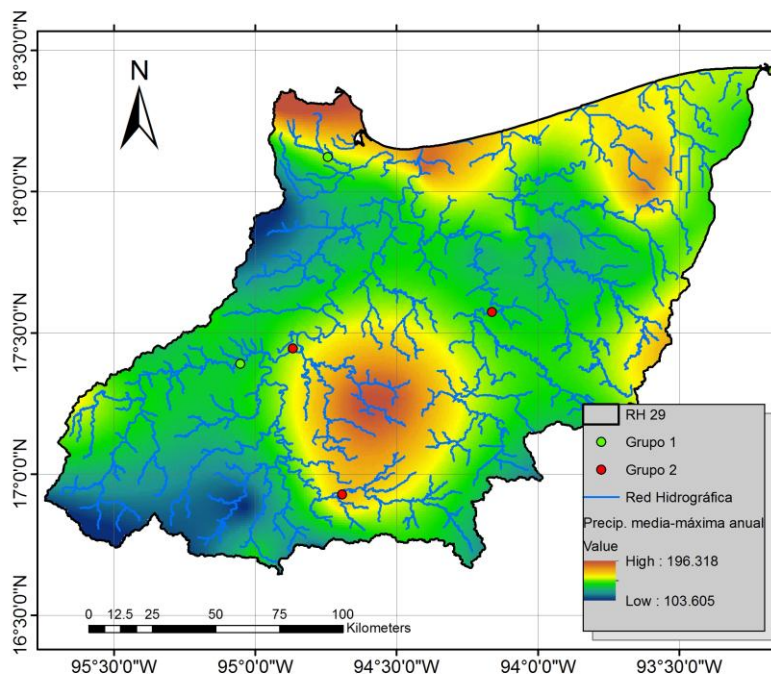 N
18°30'0"N
18°0'0"N
17°30'0"N
17°0'0"N
16°30'0"N
RH 29
Grupo 1
Grupo 2
Red Hidrográfica
Precip. media-máxima anual
Value
High : 196.318
Low : 103.605
0 12.5 25 50 75 100
Kilometers
95°30'0"W 95°0'0"W 94°30'0"W 94°0'0"W 93°30'0"W